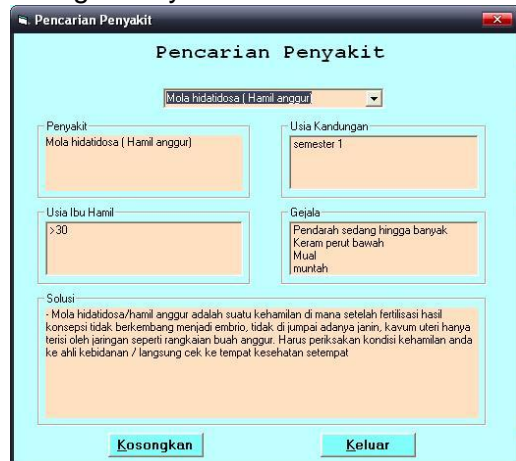 Pencarian Penyakit
Pencarian Penyakit
Mola hidatidosa ( Hamil anggur)
Penyakit
Mola hidatidosa ( Hamil anggur)
Usia Kandungan
semester 1
Usia Ibu Hamil
>30
Gejala
Pendarah sedang hingga banyak
Keram perut bawah
Mual
muntah
Solusi
- Mola hidatidosa/hamil anggur adalah suatu kehamilan di mana setelah fertilisasi hasil
konsepsi tidak berkembang menjadi embrio, tidak di jumpai adanya janin, kavum uteri hanya
terisi oleh jaringan seperti rangkaian buah anggur. Harus periksakan kondisi kehamilan anda
ke ahli kebidanan / langsung cek ke tempat kesehatan setempat
Kosongkan
Keluar